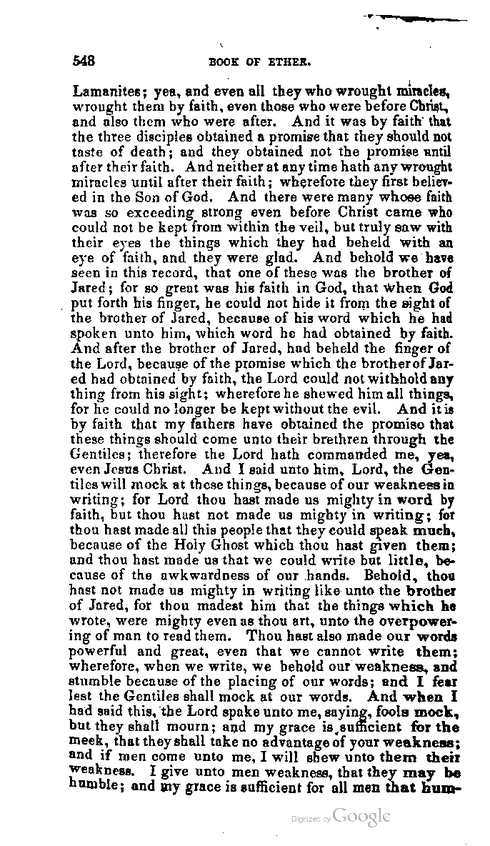 548
BOOK OF ETHER.
Lamanites; yea, and even all they who wrought miracles,
wrought them by faith, even those who were before Christ,
and also them who were after. And it was by faith that
the three disciples obtained a promise that they should not
taste of death; and they obtained not the promise until
after their faith. And neither at any time hath any wrought
miracles until after their faith; wherefore they first believ-
ed in the Son of God. And there were many whose faith
was so exceeding strong even before Christ came who
could not be kept from within the veil, but truly saw with
their eyes the things which they had beheld with an
eye of faith, and they were glad. And behold we have
seen in this record, that one of these was the brother of
Jared; for so great was his faith in God, that when God
put forth his finger, he could not hide it from the sight of
the brother of Jared, because of his word which he had
spoken unto him, which word he had obtained by faith.
And after the brother of Jared, had beheld the finger of
the Lord, because of the promise which the brother of Jar-
ed had obtained by faith, the Lord could not withhold any
thing from his sight; wherefore he shewed him all things,
for he could no longer be kept without the evil. And it is
by faith that my fathers have obtained the promise that
these things should come unto their brethren through the
Gentiles; therefore the Lord hath commanded me, yea,
even Jesus Christ. And I said unto him, Lord, the Gen-
tiles will mock at these things, because of our weakness in
writing; for Lord thou hast made us mighty in word by
faith, but thou hast not made us mighty in writing; for
thou hast made all this people that they could speak much,
because of the Holy Ghost which thou hast given them;
and thou hast made us that we could write but little, be-
cause of the awkwardness of our hands. Behold, thou
hast not made us mighty in writing like unto the brother
of Jared, for thou madest him that the things which he
wrote, were mighty even as thou art, unto the overpower-
ing of man to read them. Thou hast also made our words
powerful and great, even that we cannot write them;
wherefore, when we write, we behold our weakness, and
stumble because of the placing of our words; and I fear
lest the Gentiles shall mock at our words. And when I
had said this, the Lord spake unto me, saying, fools mock,
but they shall mourn; and my grace is sufficient for the
meek, that they shall take no advantage of your weakness;
and if men come unto me, I will shew unto them their
weakness. I give unto men weakness, that they may be
humble; and my grace is sufficient for all men that hum-
Digitized by Google